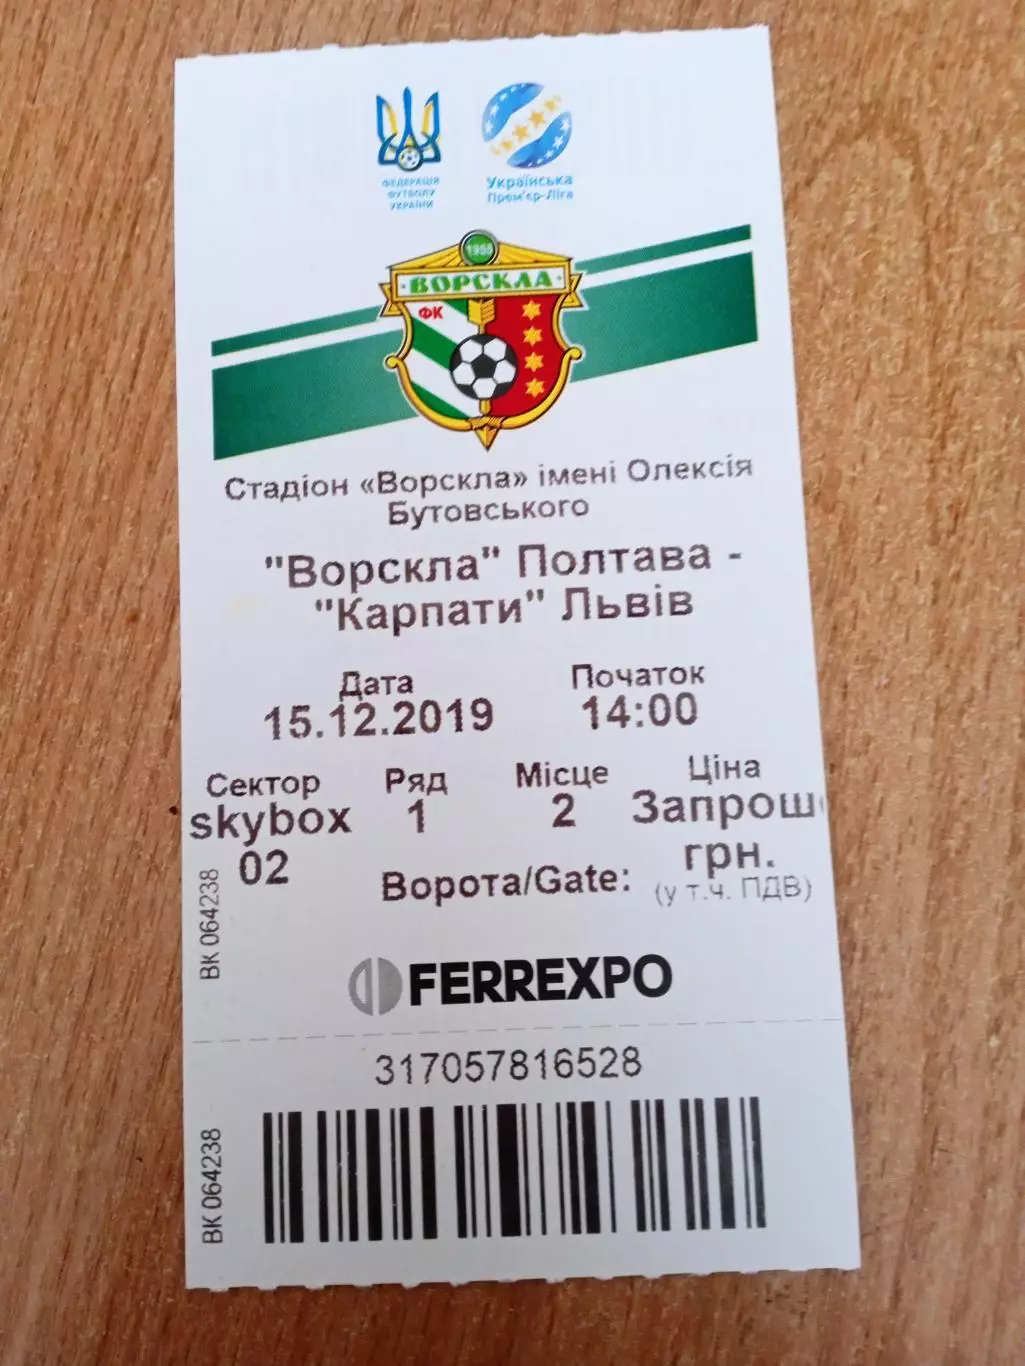 ФЕДЕРАЦІЯ
ФУТБОЛУ
УКРАЇНИ
Українська
Прем'єр-Ліга
1955
·ВОРСКЛА·
ФК
Стадіон «Ворскла» імені Олексія
Бутовського
"Ворскла" Полтава -
"Карпати" Львів
Дата
Початок
15.12.2019
14:00
Сектор
Ряд
Місце
Ціна
skybox
1
2
Запрош
02
грн.
Ворота/Gate:
(у т.ч. ПДВ)
ВК 064238
FERREXPO
317057816528
ВК 064238